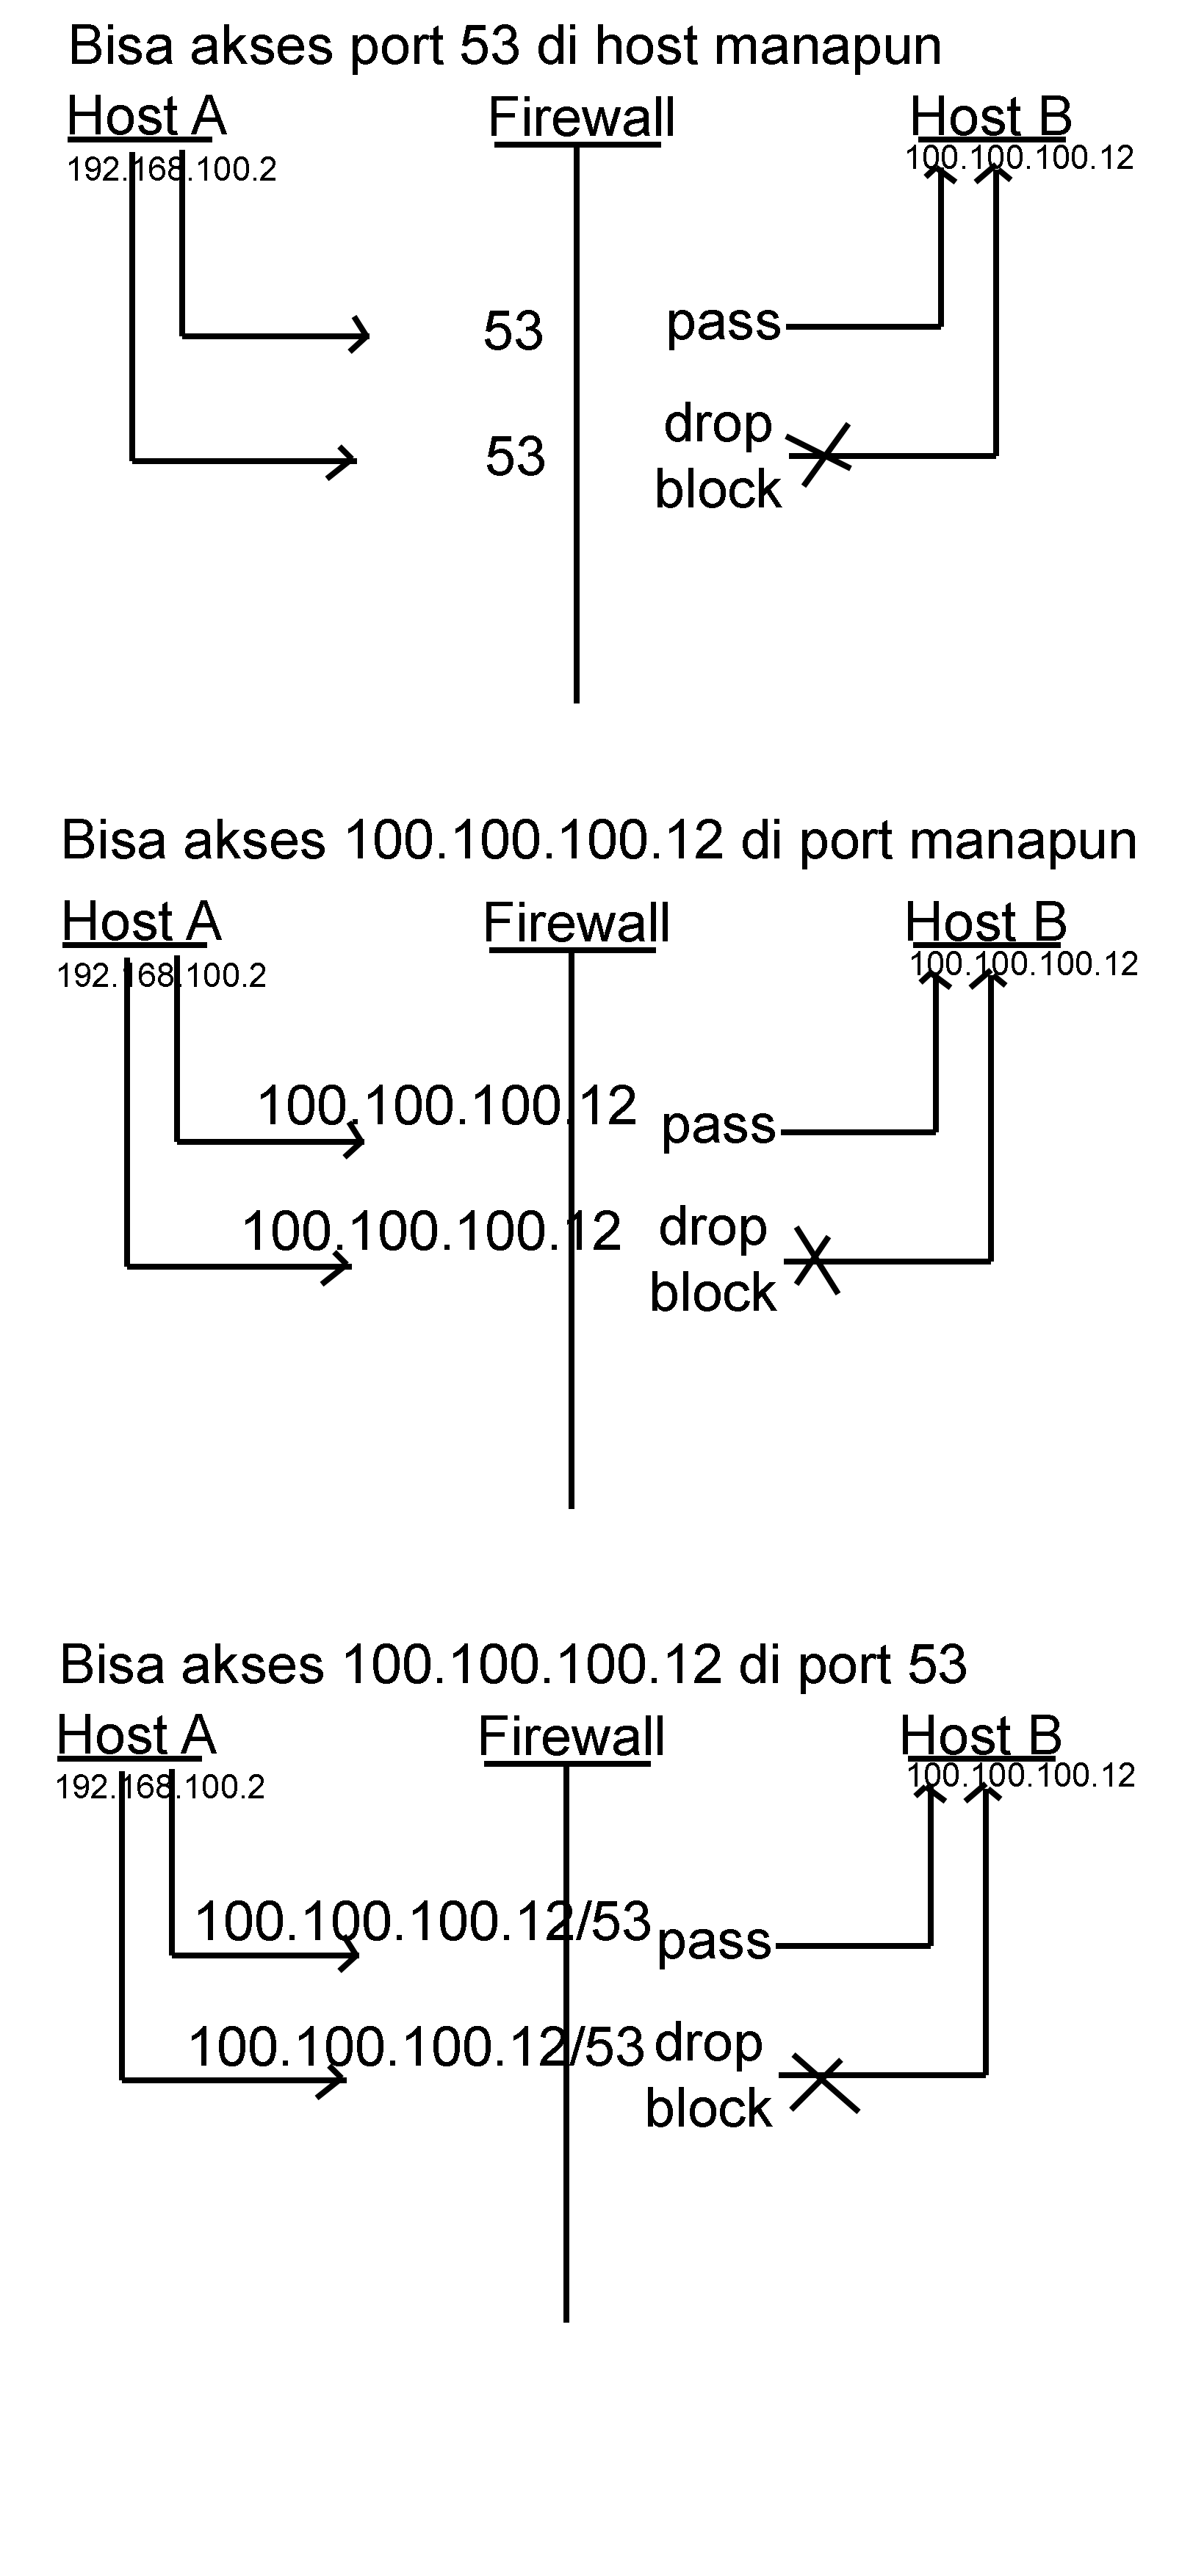 Bisa akses port 53 di host manapun
Host A Firewall Host B
192.168.100.2 100.100.100.12
53 pass
53 drop
block
Bisa akses 100.100.100.12 di port manapun
Host A Firewall Host B
192.168.100.2 100.100.100.12
100.100.100.12 pass
100.100.100.12 drop
block
Bisa akses 100.100.100.12 di port 53
Host A Firewall Host B
192.168.100.2 100.100.100.12
100.100.100.12/53 pass
100.100.100.12/53 drop
block